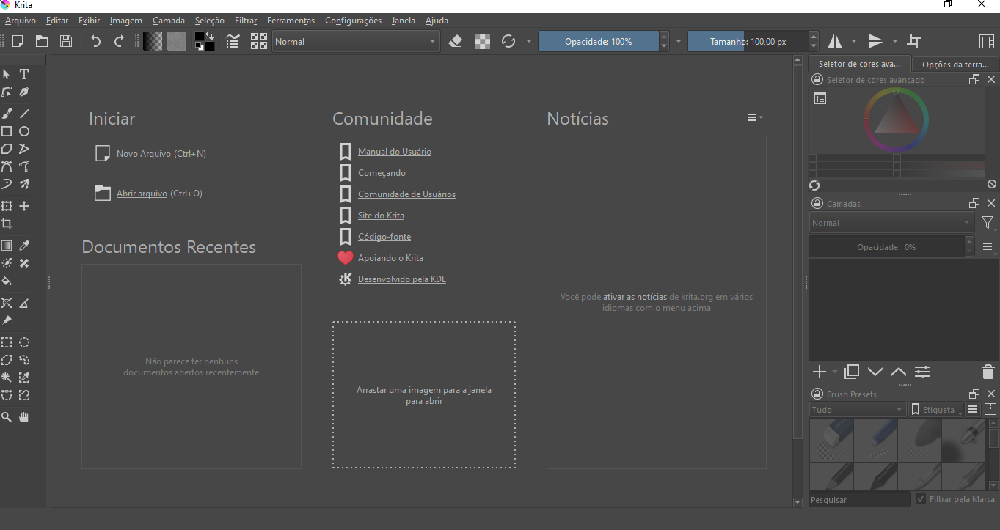 Krita
Arquivo Editar Exibir Imagem Camada Seleção Filtrar Ferramentas Configurações Janela Ajuda
Normal
Opacidade: 100%
Tamanho: 100,00 px
Iniciar
Novo Arquivo (Ctrl+N)
Abrir arquivo (Ctrl+O)
Documentos Recentes
Não parece ter nenhuns
documentos abertos recentemente
Comunidade
Manual do Usuário
Começando
Comunidade de Usuários
Site do Krita
Código-fonte
Apoiando o Krita
Desenvolvido pela KDE
Arrastar uma imagem para a janela
para abrir
Notícias
Você pode ativar as notícias de krita.org em vários
idiomas com o menu acima
Seletor de cores ava...
Opções da ferra...
Seletor de cores avançado
Camadas
Normal
Opacidade: 0%
Brush Presets
Tudo
Etiqueta
Pesquisar
Filtrar pela Marca